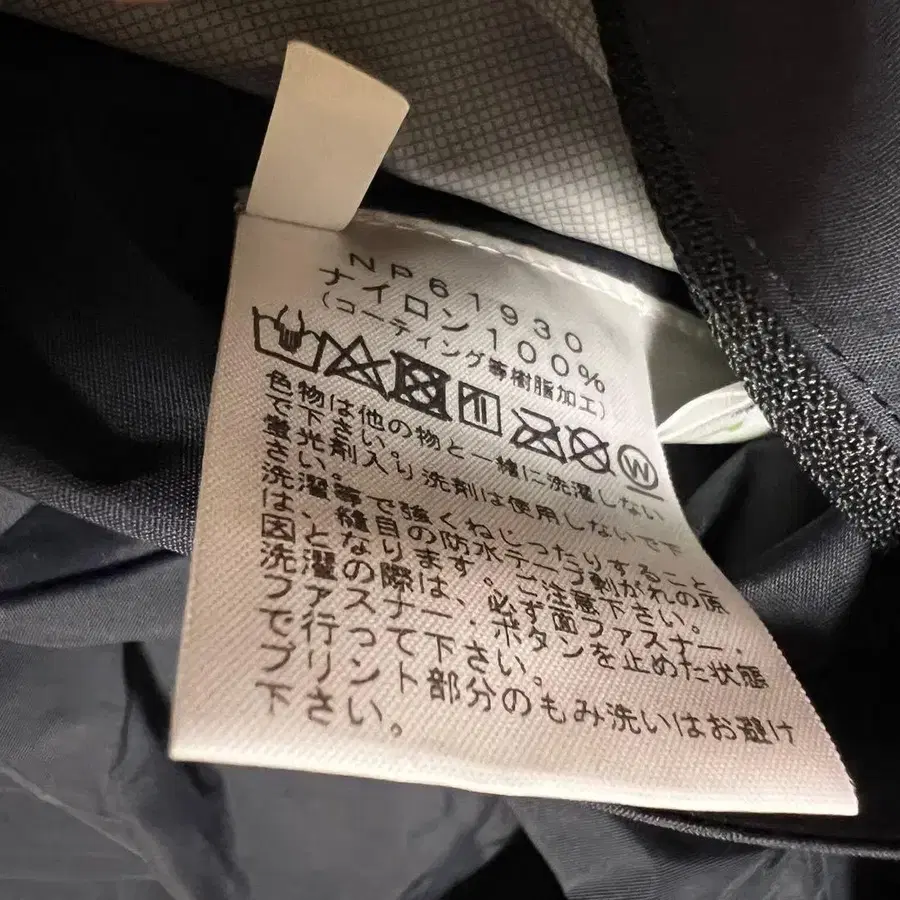 NP61930
ナイロン100%
(コーティング等樹脂加工)
W
色物は他の物と一緒に洗濯しない
で下さい。
蛍光剤入り洗剤は使用しないで下
さい。
洗濯等で強くねじったりすること
は、縫目の防水テープ剥がれの原
因となります。ご注意下さい。
洗濯の際は、必ず面ファスナー・
ファスナー・ボタンを止めた状態
で行って下さい。
プリント部分のもみ洗いはお避け
下さい。